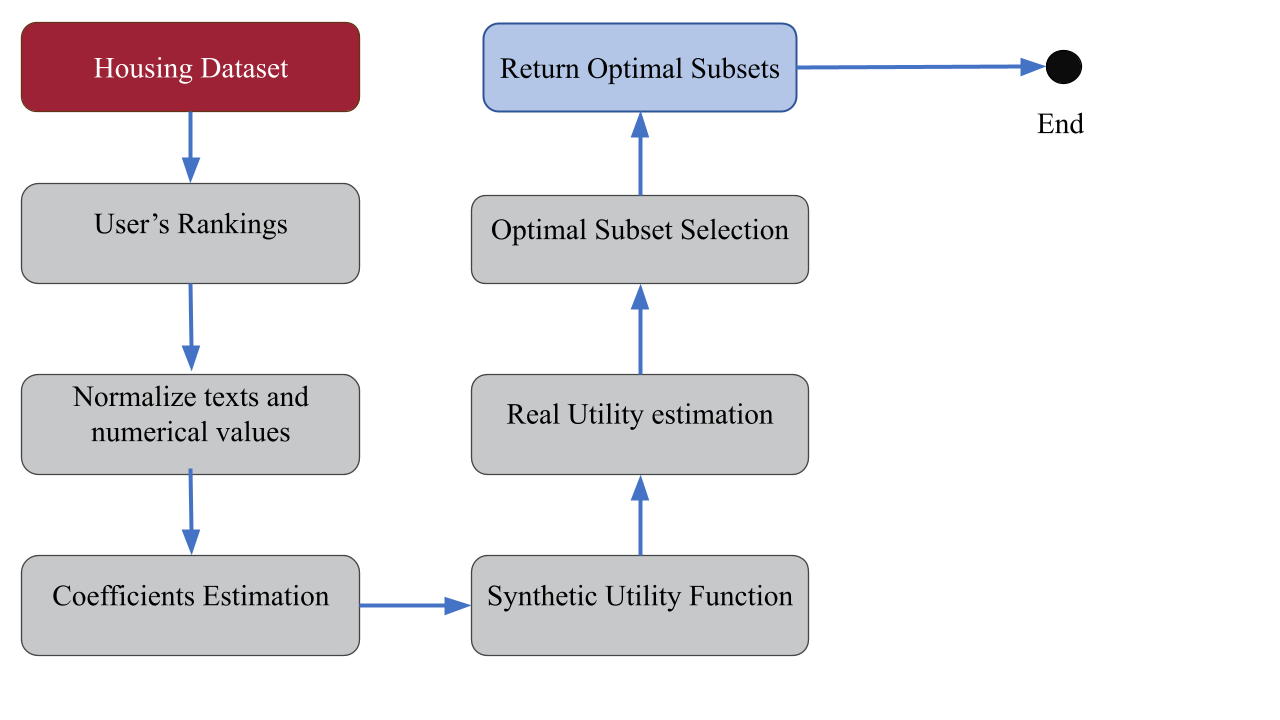 Housing Dataset
User’s Rankings
Normalize texts and
numerical values
Coefficients Estimation
Synthetic Utility Function
Real Utility estimation
Optimal Subset Selection
Return Optimal Subsets
End